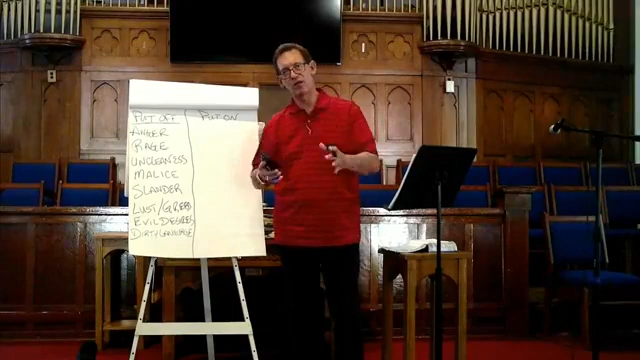 PUT OFF PUT ON
ANGER
RAGE
UNCLEANNESS
MALICE
SLANDER
LUST/GREED
EVIL DESIRES
DIRTY LANGUAGE